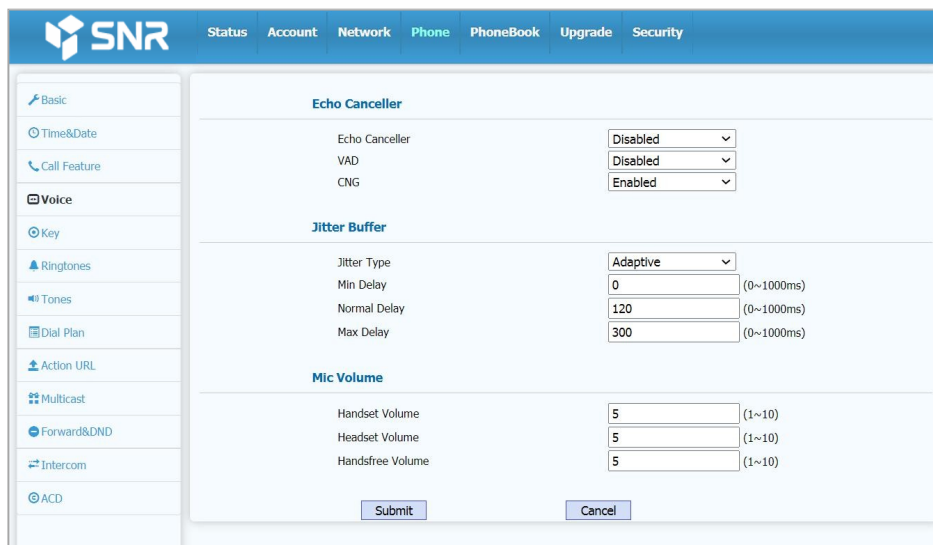 SNR
Status Account Network Phone PhoneBook Upgrade Security
Basic
Time&Date
Call Feature
Voice
Key
Ringtones
Tones
Dial Plan
Action URL
Multicast
Forward&DND
Intercom
ACD
Echo Canceller
Echo Canceller Disabled
VAD Disabled
CNG Enabled
Jitter Buffer
Jitter Type Adaptive
Min Delay 0 (0~1000ms)
Normal Delay 120 (0~1000ms)
Max Delay 300 (0~1000ms)
Mic Volume
Handset Volume 5 (1~10)
Headset Volume 5 (1~10)
Handsfree Volume 5 (1~10)
Submit Cancel